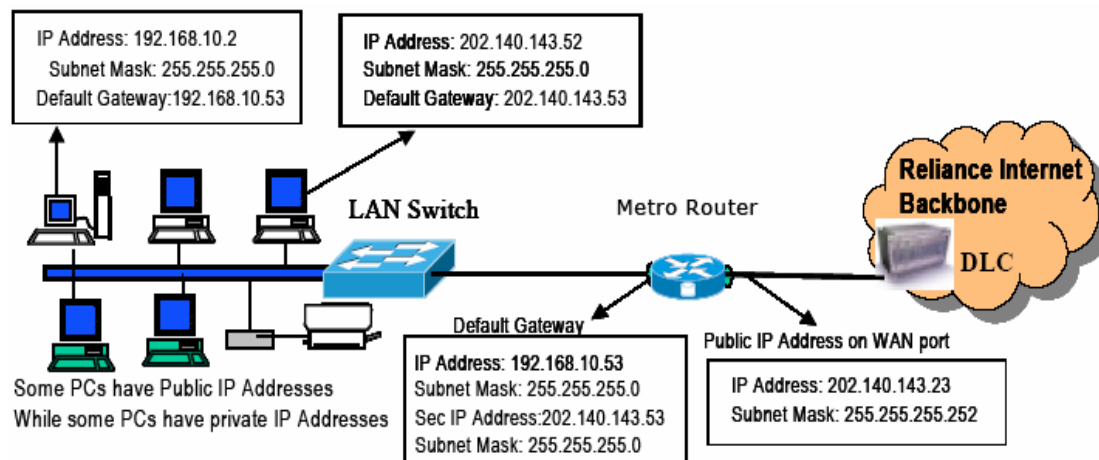 IP Address: 192.168.10.2
Subnet Mask: 255.255.255.0
Default Gateway:192.168.10.53
IP Address: 202.140.143.52
Subnet Mask: 255.255.255.0
Default Gateway: 202.140.143.53
LAN Switch
Metro Router
Reliance Internet
Backbone
DLC
Some PCs have Public IP Addresses
While some PCs have private IP Addresses
Default Gateway
IP Address: 192.168.10.53
Subnet Mask: 255.255.255.0
Sec IP Address:202.140.143.53
Subnet Mask: 255.255.255.0
Public IP Address on WAN port
IP Address: 202.140.143.23
Subnet Mask: 255.255.255.252